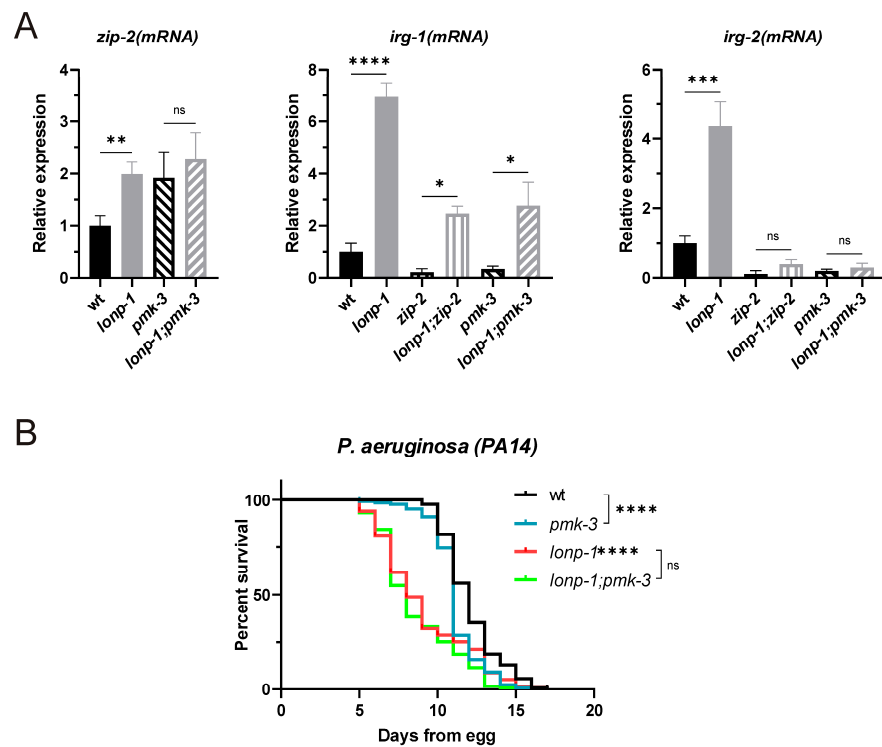 A
zip-2(mRNA)
irg-1(mRNA)
irg-2(mRNA)
Relative expression
4
3
2
1
0
**
ns
wt
lonp-1
pmk-3
lonp-1;pmk-3
Relative expression
8
6
4
2
0
****
*
*
wt
lonp-1
zip-2
lonp-1;zip-2
pmk-3
lonp-1;pmk-3
Relative expression
6
4
2
0
***
ns
ns
wt
lonp-1
zip-2
lonp-1;zip-2
pmk-3
lonp-1;pmk-3
B
P. aeruginosa (PA14)
Percent survival
100
50
0
0 5 10 15 20
Days from egg
wt
pmk-3
****
lonp-1****
lonp-1;pmk-3
ns